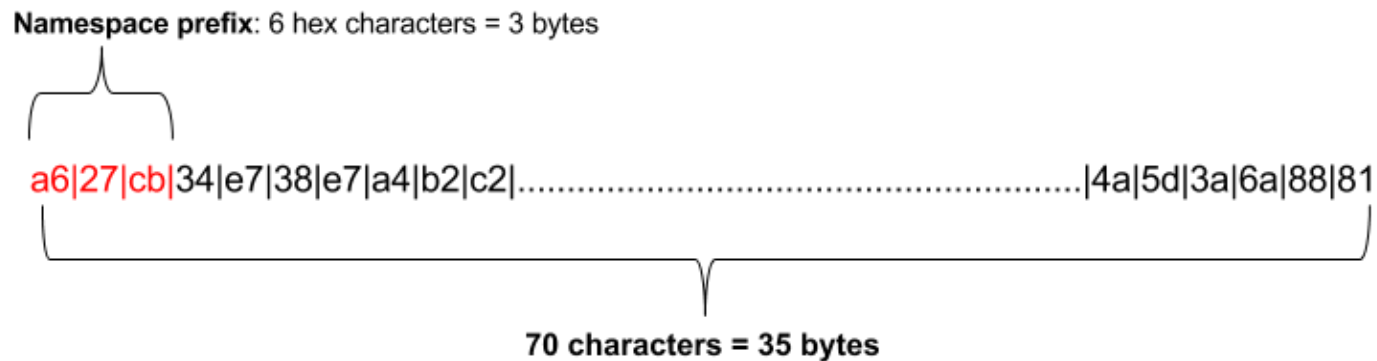 Namespace prefix: 6 hex characters = 3 bytes
a6|27|cb|34|e7|38|e7|a4|b2|c2|.......................................................|4a|5d|3a|6a|88|81
70 characters = 35 bytes